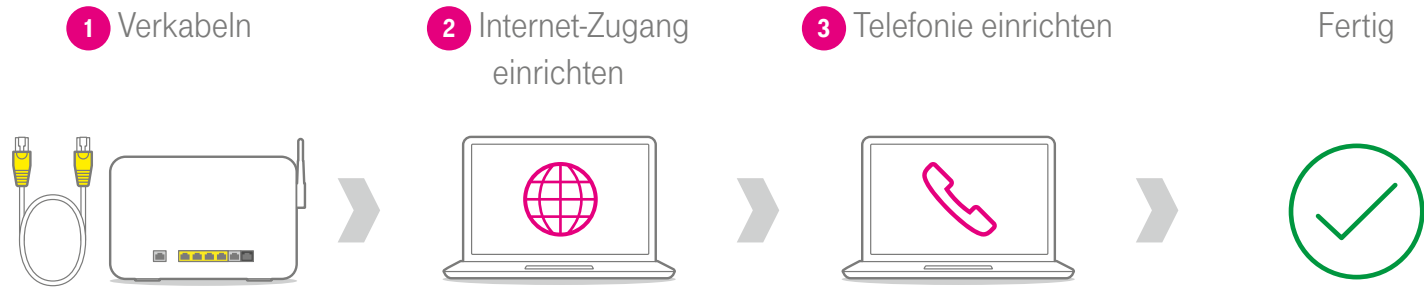 1 Verkabeln
2 Internet-Zugang
einrichten
3 Telefonie einrichten
Fertig